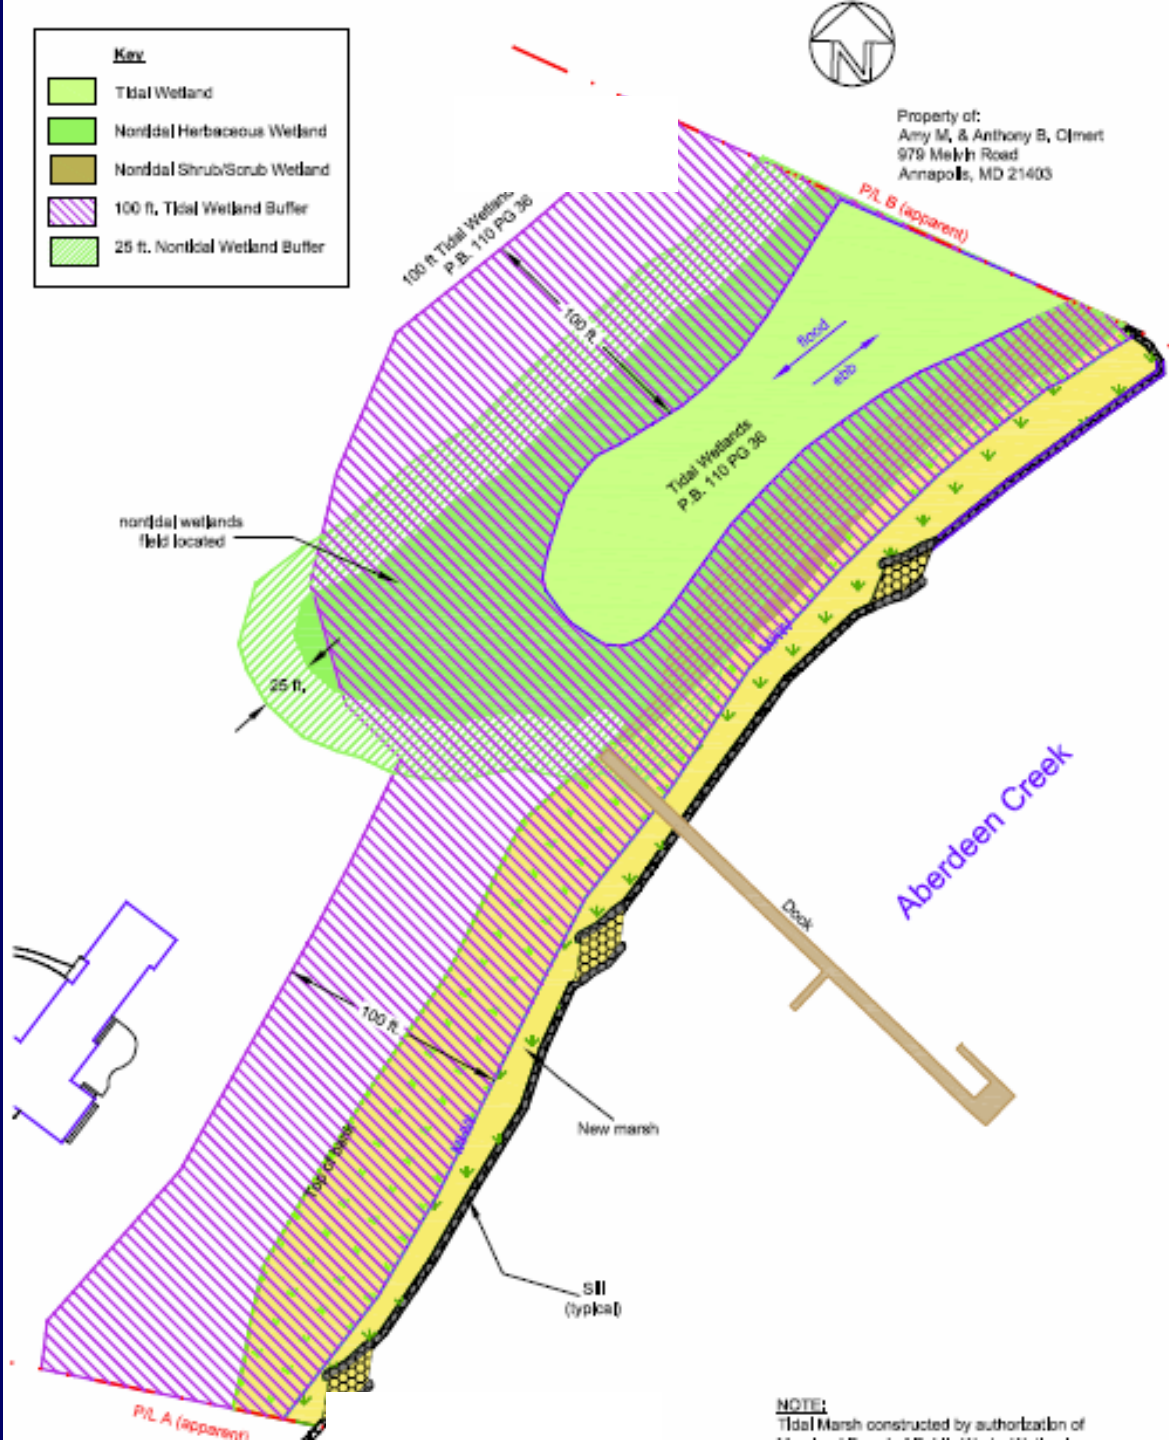 Key
Tidal Wetland
Nontidal Herbaceous Wetland
Nontidal Shrub/Scrub Wetland
100 ft. Tidal Wetland Buffer
25 ft. Nontidal Wetland Buffer
N
Property of:
Amy M. & Anthony B. Olmert
979 Melvin Road
Annapolis, MD 21403
P/L B (apparent)
100 ft Tidal Wetland
P.B. 110 PG 36
100 ft.
flood
ebb
Tidal Wetlands
P.B. 110 PG 36
nontidal wetlands
field located
MHW
25 ft.
Aberdeen Creek
Dock
100 ft.
New marsh
MHW
Top of bank
Sill
(typical)
P/L A (apparent)
NOTE:
Tidal Marsh constructed by authorization of